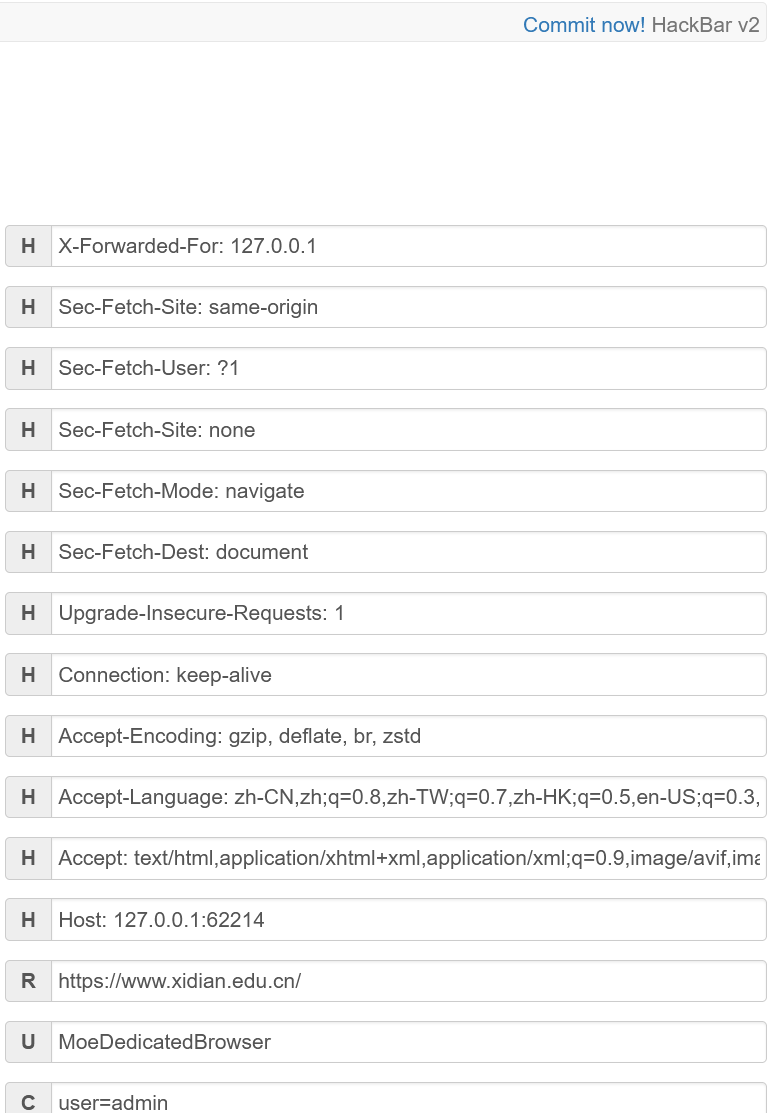 Commit now! HackBar v2
H X-Forwarded-For: 127.0.0.1
H Sec-Fetch-Site: same-origin
H Sec-Fetch-User: ?1
H Sec-Fetch-Site: none
H Sec-Fetch-Mode: navigate
H Sec-Fetch-Dest: document
H Upgrade-Insecure-Requests: 1
H Connection: keep-alive
H Accept-Encoding: gzip, deflate, br, zstd
H Accept-Language: zh-CN,zh;q=0.8,zh-TW;q=0.7,zh-HK;q=0.5,en-US;q=0.3,
H Accept: text/html,application/xhtml+xml,application/xml;q=0.9,image/avif,ima
H Host: 127.0.0.1:62214
R https://www.xidian.edu.cn/
U MoeDedicatedBrowser
C user=admin